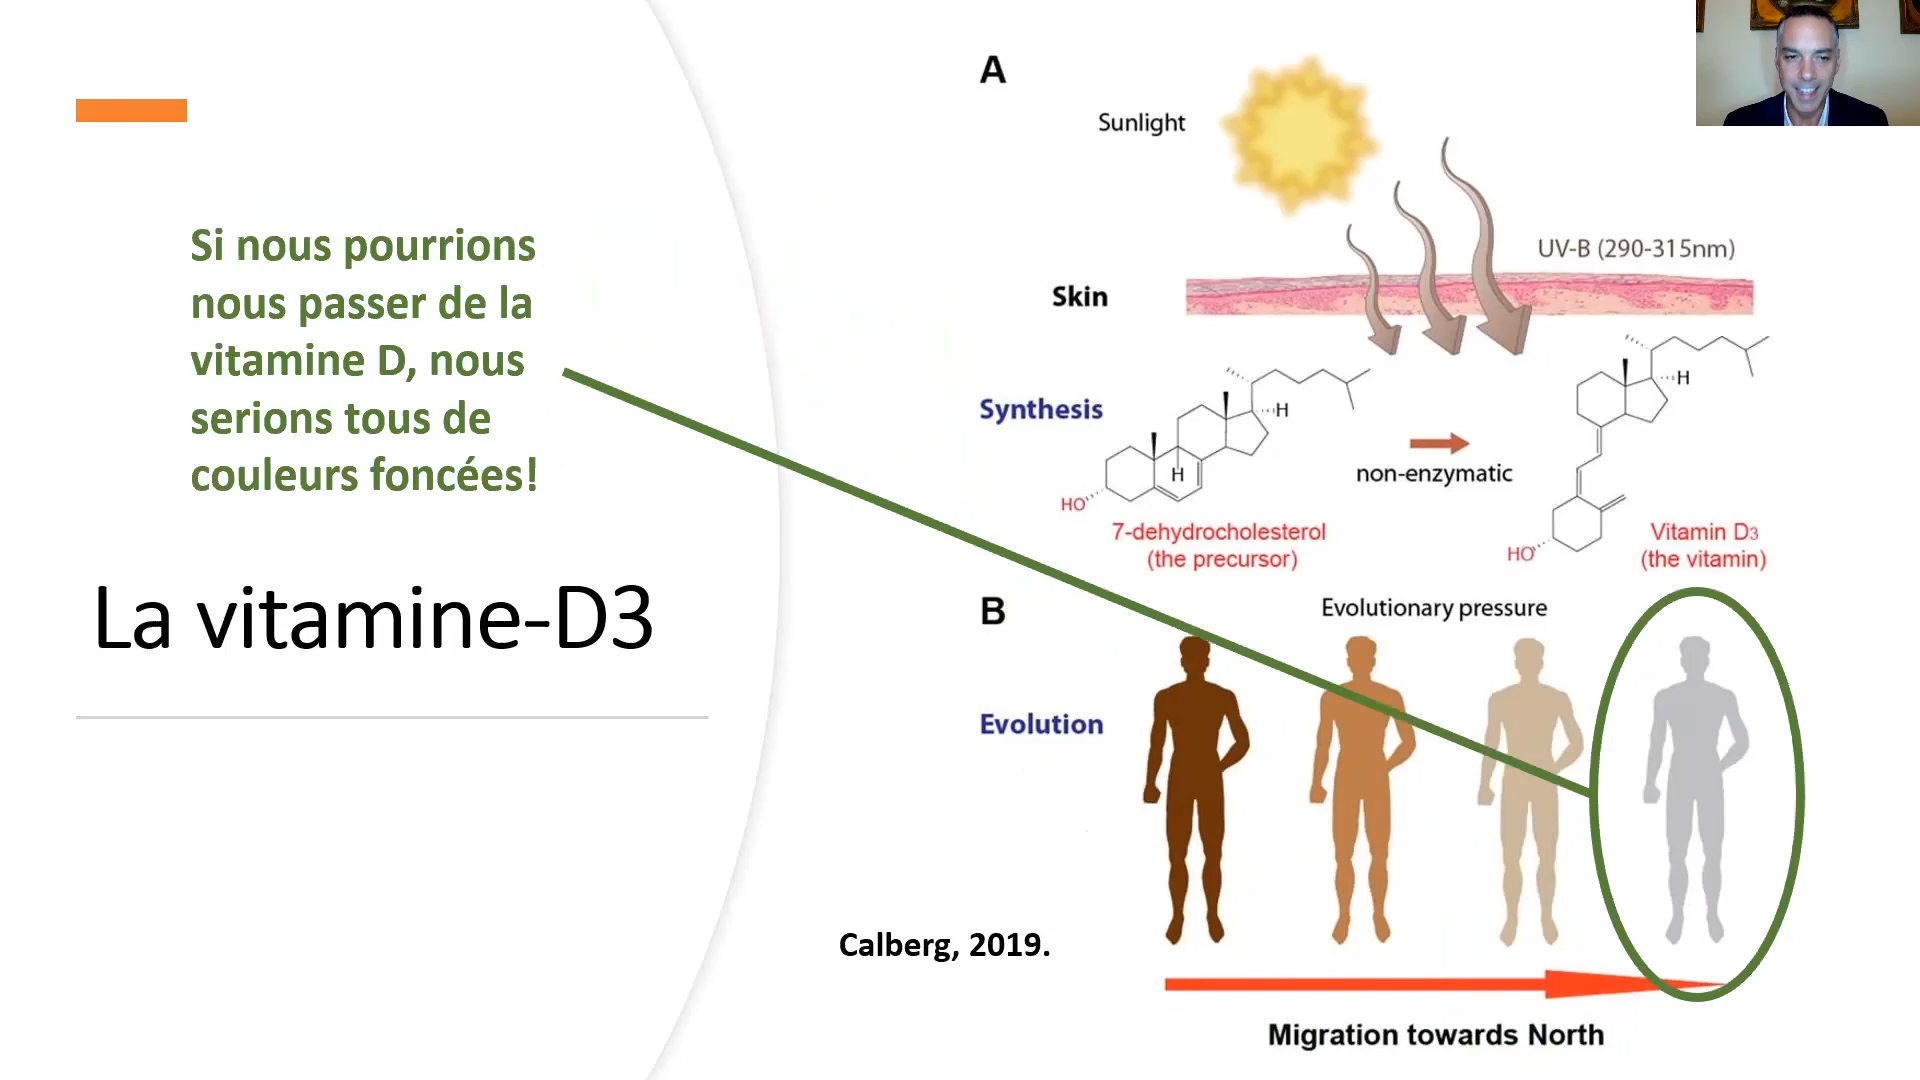 Si nous pourrions
nous passer de la
vitamine D, nous
serions tous de
couleurs foncées!
La vitamine-D3
A
Sunlight
UV-B (290-315nm)
Skin
Synthesis
H
H
HO
non-enzymatic
7-dehydrocholesterol
(the precursor)
H
HO
Vitamin D3
(the vitamin)
B
Evolutionary pressure
Evolution
Calberg, 2019.
Migration towards North